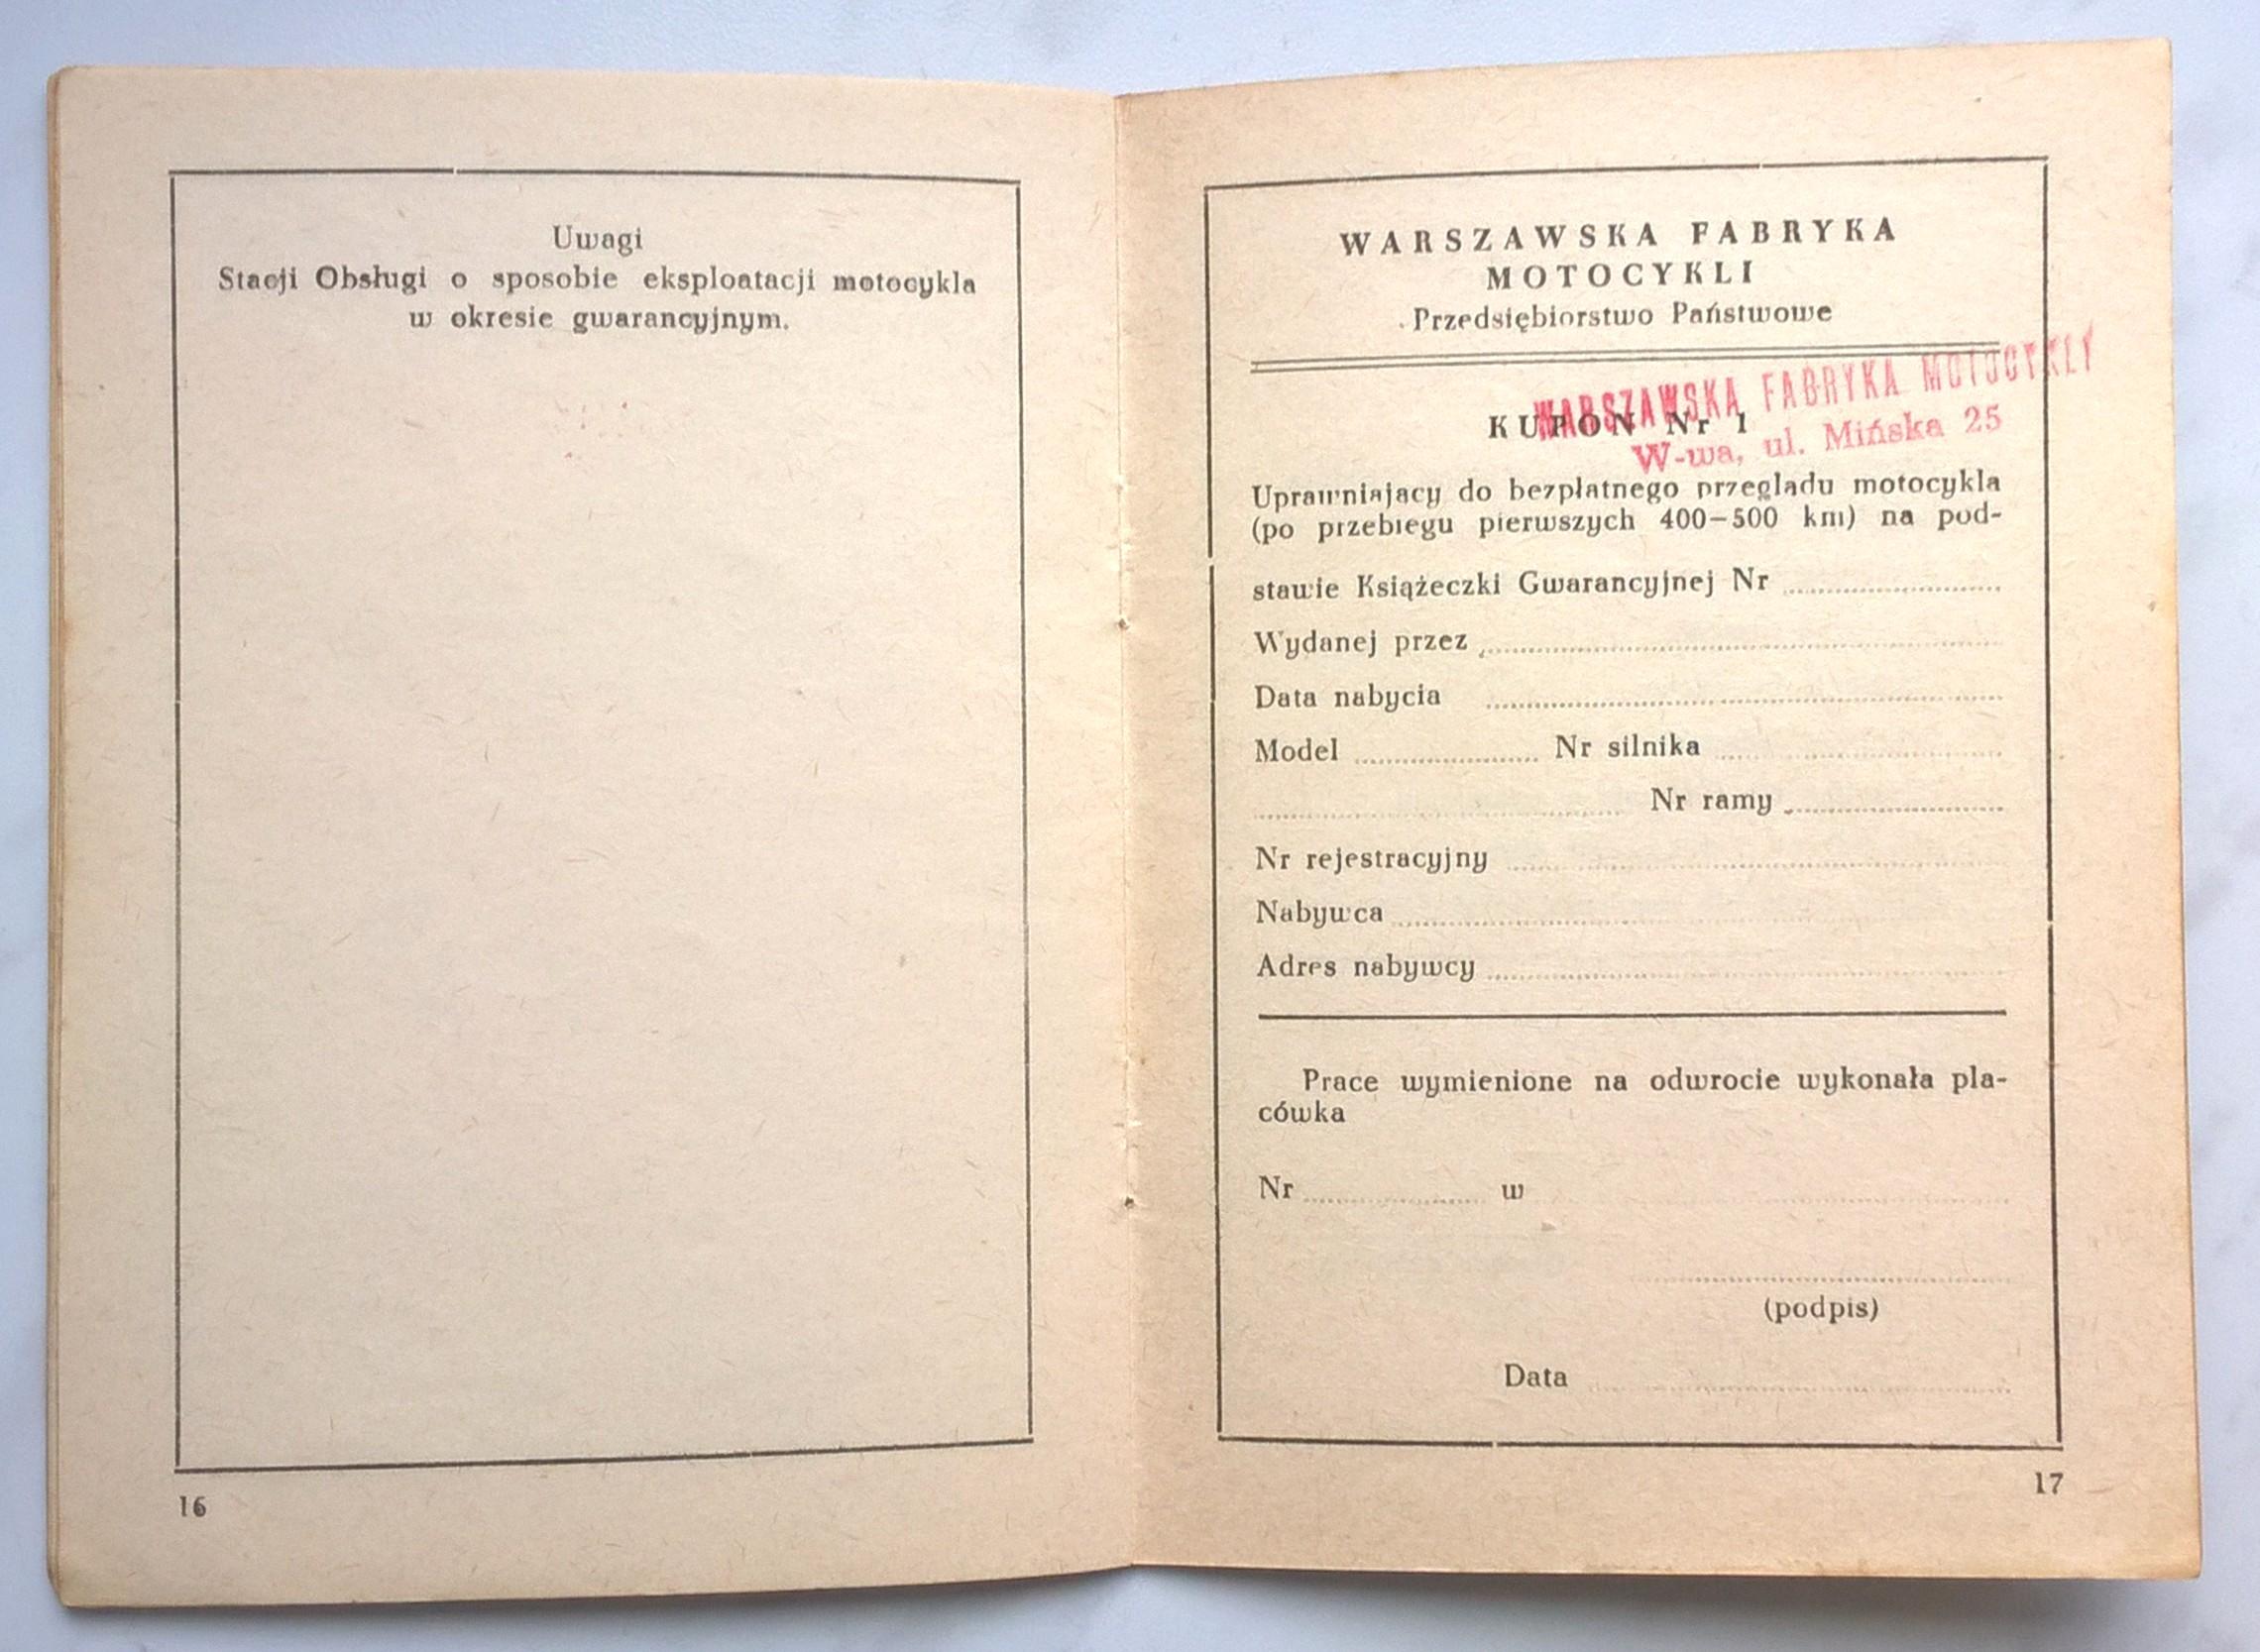 Uwagi
Stacji Obsługi o sposobie eksploatacji motocykla
w okresie gwarancyjnym.
16
WARSZAWSKA FABRYKA
MOTOCYKLI
Przedsiębiorstwo Państwowe
WARSZAWSKA FABRYKA MOTOCYKLY
W-wa, ul. Mińska 25
KUPON Nr 1
Uprawniający do bezpłatnego przeglądu motocykla
(po przebiegu pierwszych 400–500 km) na pod-
stawie Książeczki Gwarancyjnej Nr
Wydanej przez
Data nabycia
Model Nr silnika
Nr ramy
Nr rejestracyjny
Nabywca
Adres nabywcy
Prace wymienione na odwrocie wykonała pla-
cówka
Nr w
(podpis)
Data
17